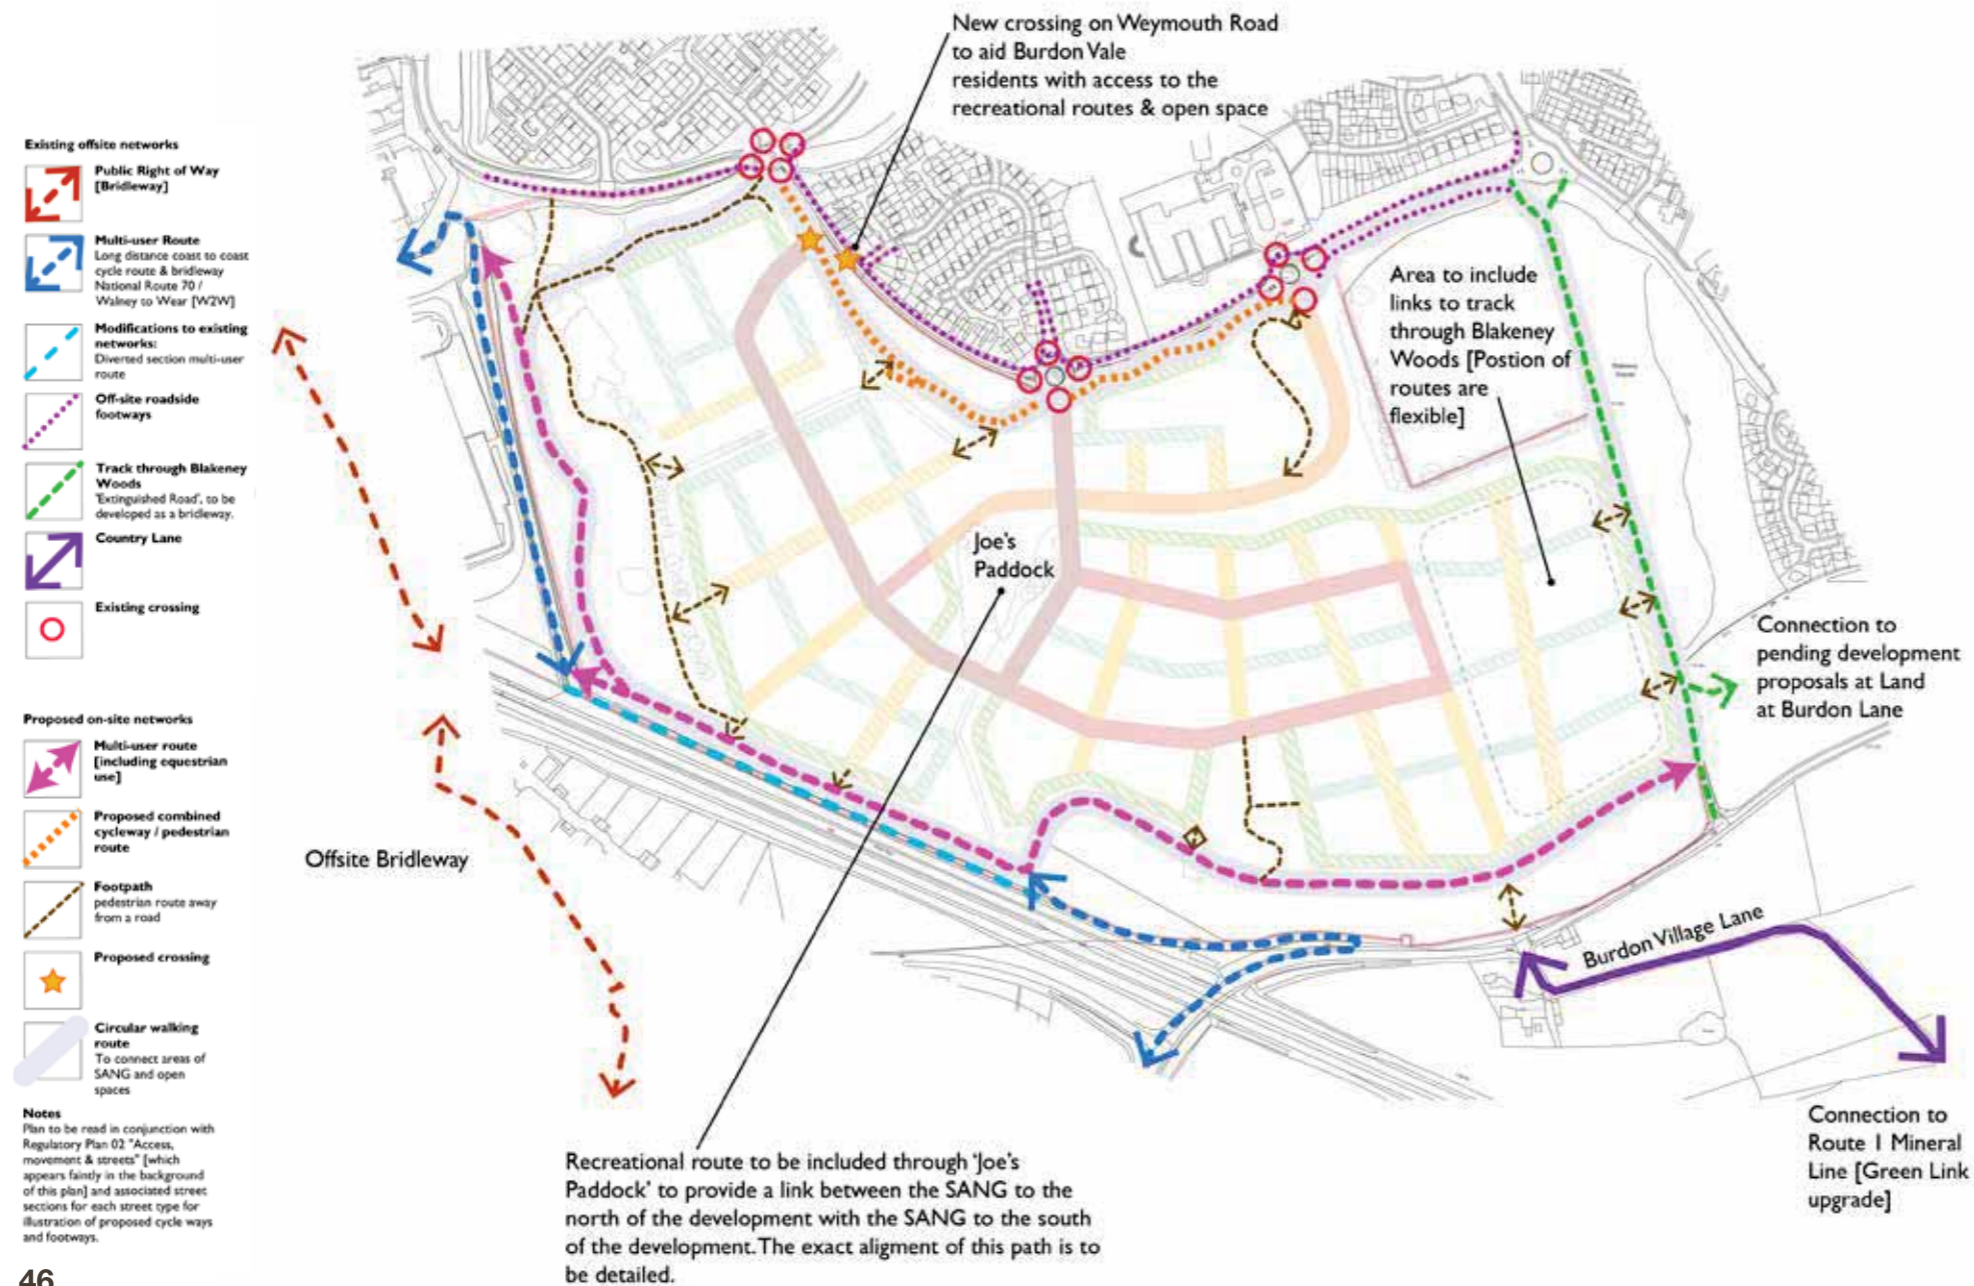 Existing offsite networks
Public Right of Way
[Bridleway]
Multi-user Route
Long distance coast to coast
cycle route & bridleway
National Route 70 /
Walney to Wear [W2W]
Modifications to existing
networks:
Diverted section multi-user
route
Off-site roadside
footways
Track through Blakeney
Woods
'Extinguished Road', to be
developed as a bridleway.
Country Lane
Existing crossing
Proposed on-site networks
Multi-user route
[including equestrian
use]
Proposed combined
cycleway / pedestrian
route
Footpath
pedestrian route away
from a road
Proposed crossing
Circular walking
route
To connect areas of
SANG and open
spaces
Notes
Plan to be read in conjunction with
Regulatory Plan 02 "Access,
movement & streets" [which
appears faintly in the background
of this plan] and associated street
sections for each street type for
illustration of proposed cycle ways
and footways.
46
New crossing on Weymouth Road
to aid Burdon Vale
residents with access to the
recreational routes & open space
Area to include
links to track
through Blakeney
Woods [Postion of
routes are
flexible]
Joe's
Paddock
Connection to
pending development
proposals at Land
at Burdon Lane
Offsite Bridleway
Burdon Village Lane
Connection to
Route 1 Mineral
Line [Green Link
upgrade]
Recreational route to be included through 'Joe's
Paddock' to provide a link between the SANG to the
north of the development with the SANG to the south
of the development. The exact aligment of this path is to
be detailed.